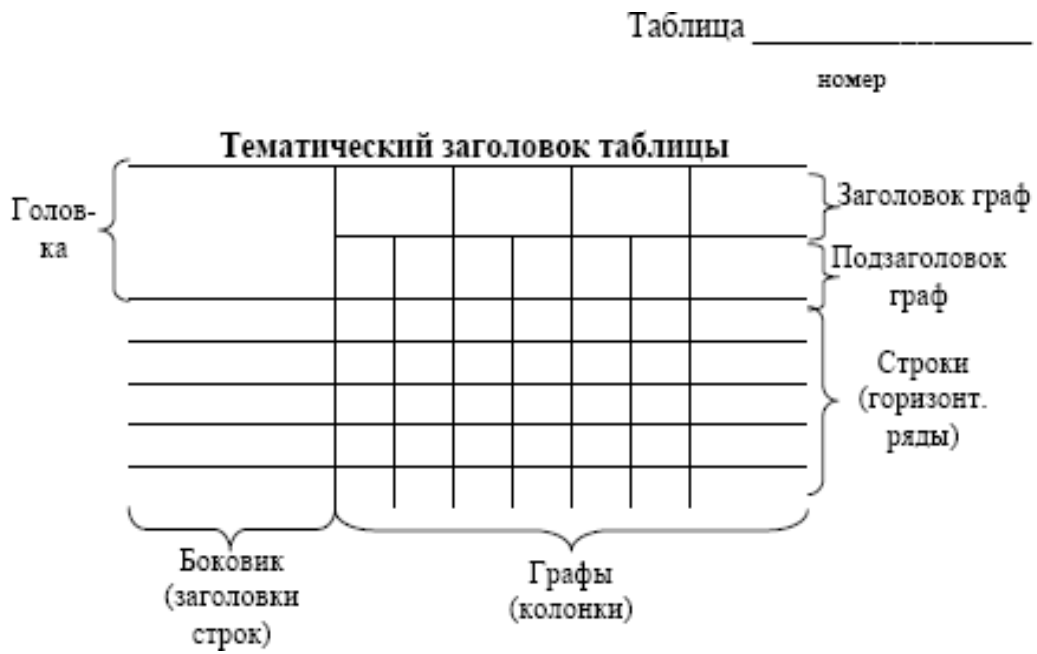 Таблица ________________
номер
Тематический заголовок таблицы
Голов-
ка
Заголовок граф
Подзаголовок
граф
Строки
(горизонт.
ряды)
Боковик
(заголовки
строк)
Графы
(колонки)